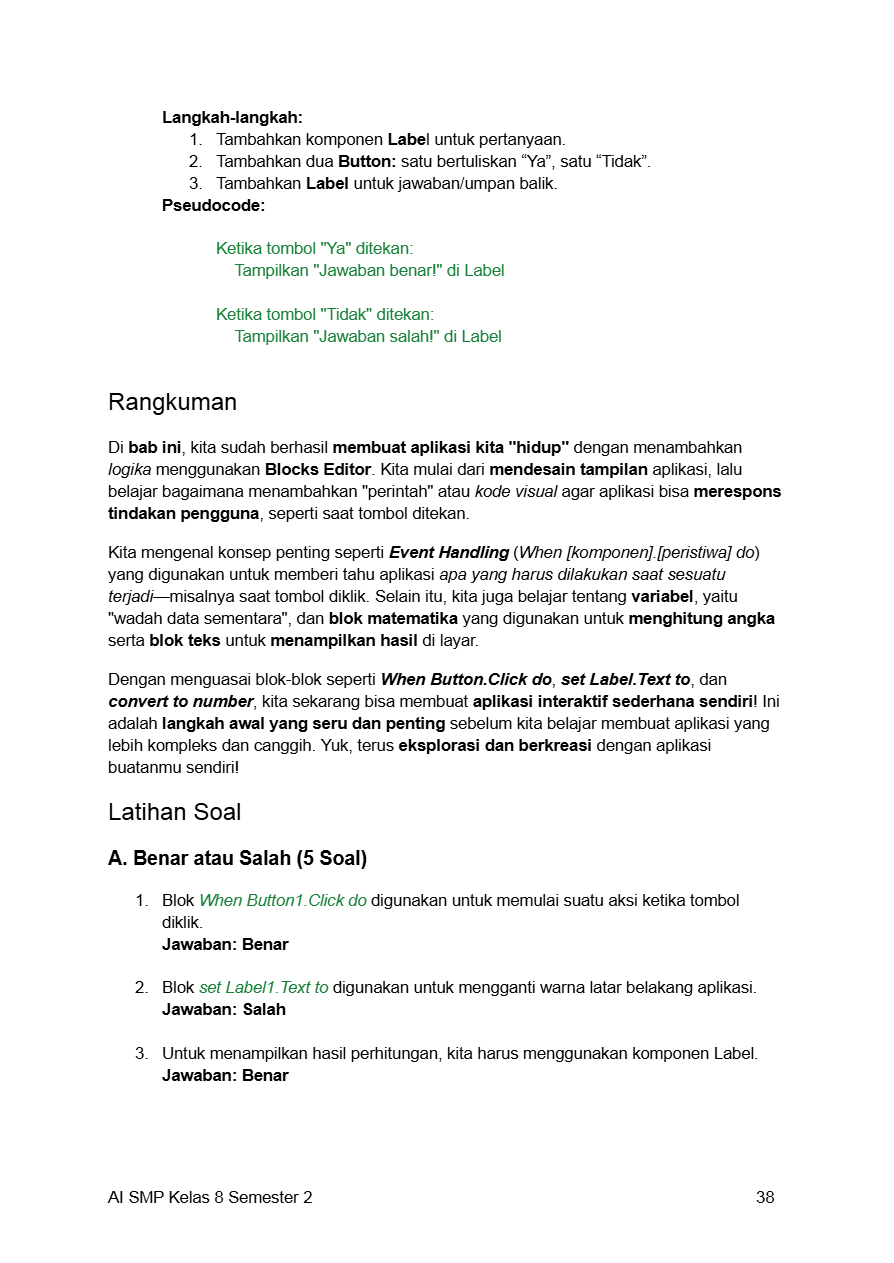 Langkah-langkah:
1. Tambahkan komponen Label untuk pertanyaan.
2. Tambahkan dua Button: satu bertuliskan “Ya”, satu “Tidak”.
3. Tambahkan Label untuk jawaban/umpan balik.
Pseudocode:
Ketika tombol "Ya" ditekan:
Tampilkan "Jawaban benar!" di Label
Ketika tombol "Tidak" ditekan:
Tampilkan "Jawaban salah!" di Label
Rangkuman
Di bab ini, kita sudah berhasil membuat aplikasi kita "hidup" dengan menambahkan
logika menggunakan Blocks Editor. Kita mulai dari mendesain tampilan aplikasi, lalu
belajar bagaimana menambahkan "perintah" atau kode visual agar aplikasi bisa merespons
tindakan pengguna, seperti saat tombol ditekan.
Kita mengenal konsep penting seperti Event Handling (When [komponen].[peristiwa] do)
yang digunakan untuk memberi tahu aplikasi apa yang harus dilakukan saat sesuatu
terjadi—misalnya saat tombol diklik. Selain itu, kita juga belajar tentang variabel, yaitu
"wadah data sementara", dan blok matematika yang digunakan untuk menghitung angka
serta blok teks untuk menampilkan hasil di layar.
Dengan menguasai blok-blok seperti When Button.Click do, set Label.Text to, dan
convert to number, kita sekarang bisa membuat aplikasi interaktif sederhana sendiri! Ini
adalah langkah awal yang seru dan penting sebelum kita belajar membuat aplikasi yang
lebih kompleks dan canggih. Yuk, terus eksplorasi dan berkreasi dengan aplikasi
buatanmu sendiri!
Latihan Soal
A. Benar atau Salah (5 Soal)
1. Blok When Button1.Click do digunakan untuk memulai suatu aksi ketika tombol
diklik.
Jawaban: Benar
2. Blok set Label1.Text to digunakan untuk mengganti warna latar belakang aplikasi.
Jawaban: Salah
3. Untuk menampilkan hasil perhitungan, kita harus menggunakan komponen Label.
Jawaban: Benar
AI SMP Kelas 8 Semester 2 38